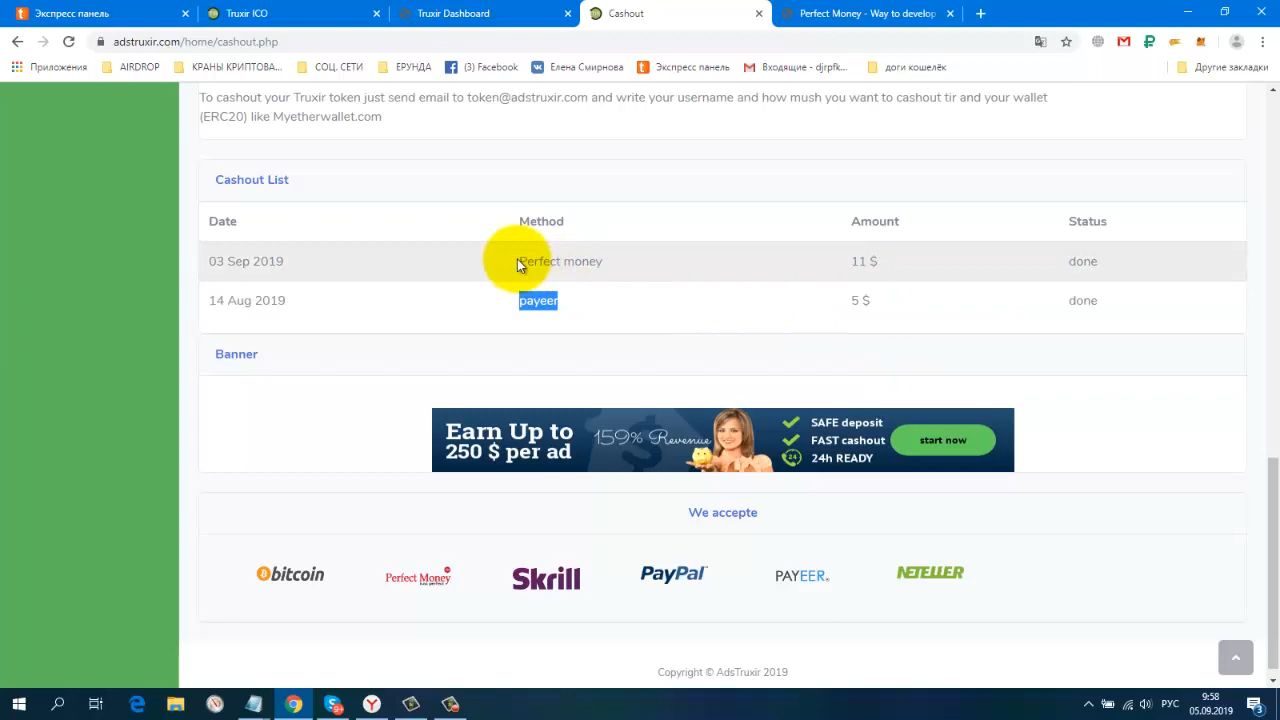 Экспресс панель
Truxir ICO
Truxir Dashboard
Cashout
Perfect Money - Way to develop
adstruxir.com/home/cashout.php
Приложения
AIRDROP
КРАНЫ КРИПТОВА...
СОЦ. СЕТИ
ЕРУНДА
(3) Facebook
Елена Смирнова
Экспресс панель
Входящие - djrpfk...
доги кошелёк
Другие закладки
To cashout your Truxir token just send email to token@adstruxir.com and write your username and how mush you want to cashout tir and your wallet
(ERC20) like Myetherwallet.com
Cashout List
Date Method Amount Status
03 Sep 2019 Perfect money 11 $ done
14 Aug 2019 payeer 5 $ done
Banner
Earn Up to
250 $ per ad
159% Revenue
SAFE deposit
FAST cashout
24h READY
24
start now
We accepte
bitcoin
Perfect Money
Skrill
PayPal
PAYEER
NETELLER
Copyright © AdsTruxir 2019
РУС
9:58
05.09.2019